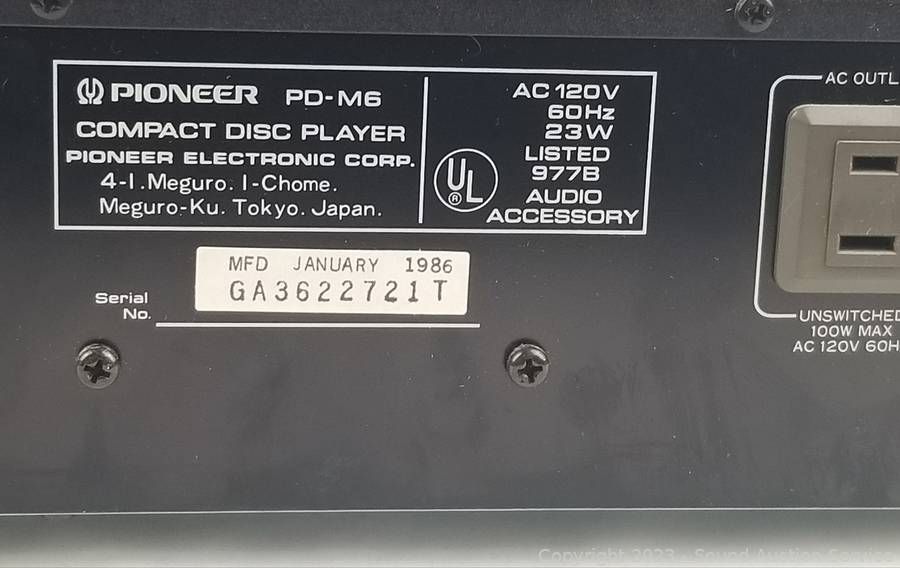 PIONEER PD-M6
COMPACT DISC PLAYER
PIONEER ELECTRONIC CORP.
4-1.Meguro. 1-Chome.
Meguro-Ku. Tokyo. Japan.
UL
®
AC 120V
60Hz
23W
LISTED
977B
AUDIO
ACCESSORY
MFD JANUARY 1986
Serial
No.
GA3622721T
AC OUTL
UNSWITCHED
100W MAX
AC 120V 60H
Copyright 2023 - Sound Auction Service